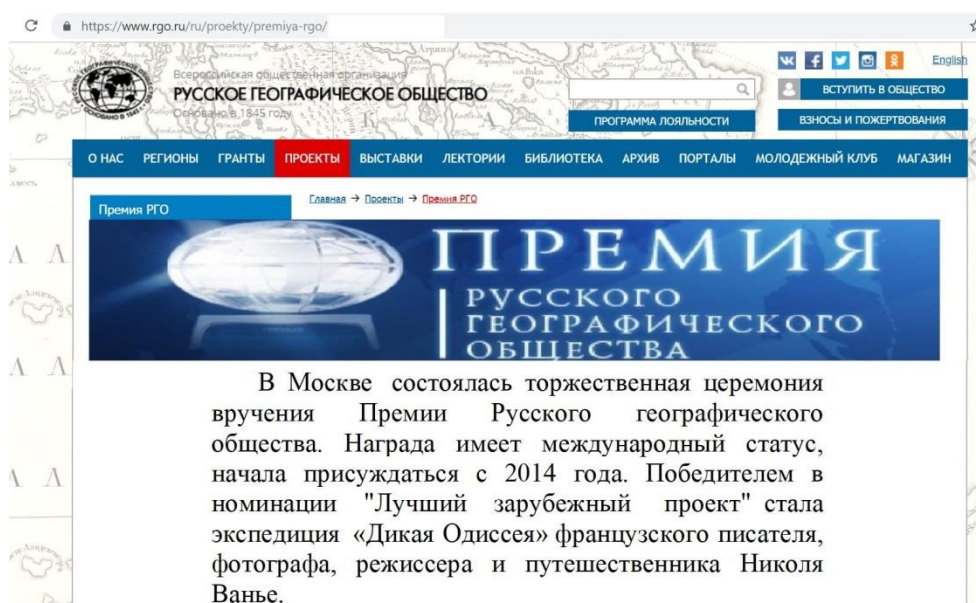 https://www.rgo.ru/ru/proekty/premiya-rgo/
English
Всероссийская общественная организация
РУССКОЕ ГЕОГРАФИЧЕСКОЕ ОБЩЕСТВО
Основано в 1845 году
ВСТУПИТЬ В ОБЩЕСТВО
ПРОГРАММА ЛОЯЛЬНОСТИ
ВЗНОСЫ И ПОЖЕРТВОВАНИЯ
О НАС РЕГИОНЫ ГРАНТЫ ПРОЕКТЫ ВЫСТАВКИ ЛЕКТОРИИ БИБЛИОТЕКА АРХИВ ПОРТАЛЫ МОЛОДЕЖНЫЙ КЛУБ МАГАЗИН
Главная → Проекты → Премия РГО
Премия РГО
ПРЕМИЯ
РУССКОГО
ГЕОГРАФИЧЕСКОГО
ОБЩЕСТВА
В Москве состоялась торжественная церемония
вручения Премии Русского географического
общества. Награда имеет международный статус,
начала присуждаться с 2014 года. Победителем в
номинации "Лучший зарубежный проект" стала
экспедиция «Дикая Одиссея» французского писателя,
фотографа, режиссера и путешественника Николя
Ванье.